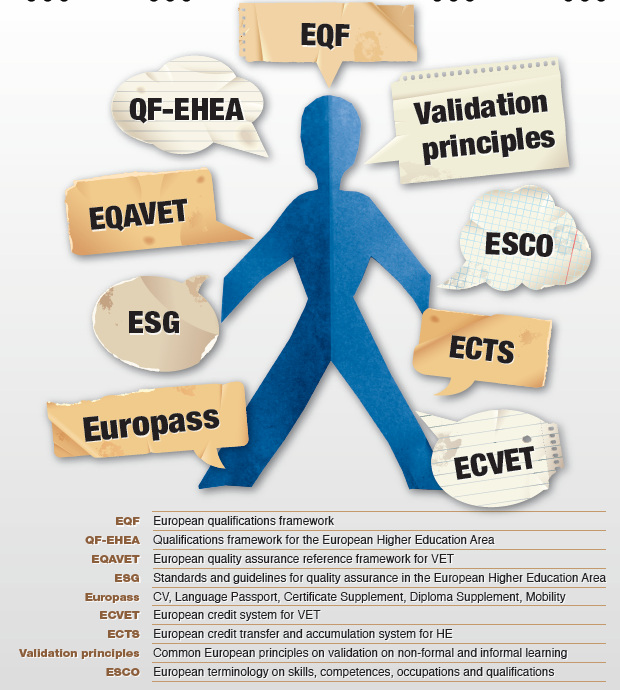 EQF
QF-EHEA
Validation
principles
EQAVET
ESCO
ESG
ECTS
Europass
ECVET
EQF European qualifications framework
QF-EHEA Qualifications framework for the European Higher Education Area
EQAVET European quality assurance reference framework for VET
ESG Standards and guidelines for quality assurance in the European Higher Education Area
Europass CV, Language Passport, Certificate Supplement, Diploma Supplement, Mobility
ECVET European credit system for VET
ECTS European credit transfer and accumulation system for HE
Validation principles Common European principles on validation on non-formal and informal learning
ESCO European terminology on skills, competences, occupations and qualifications